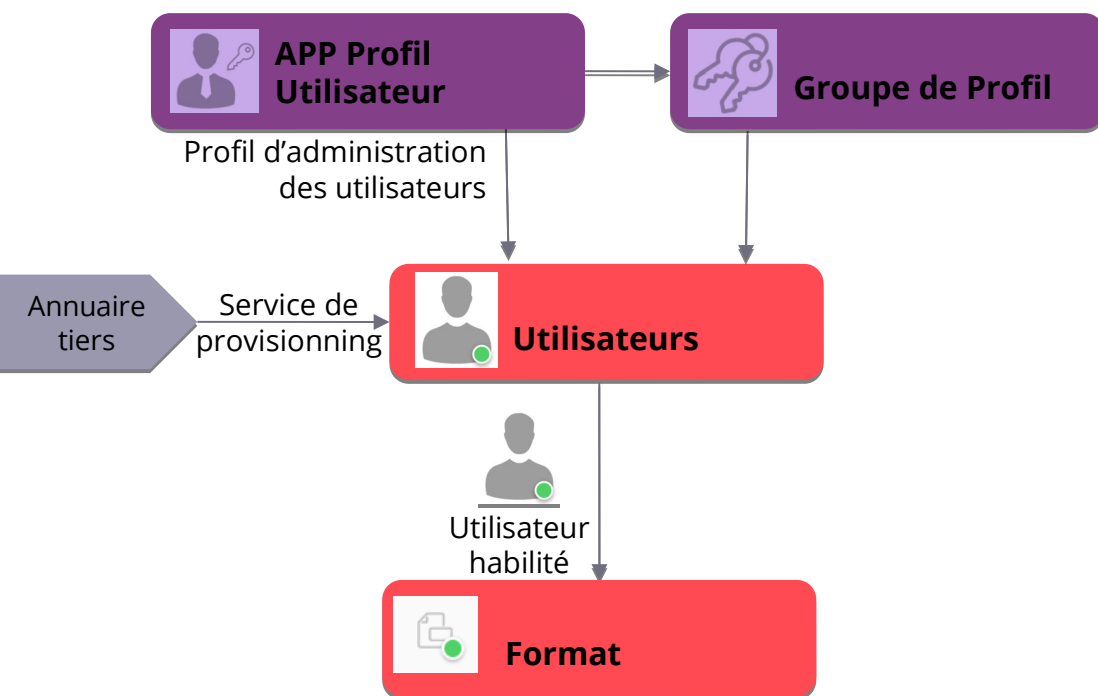 APP Profil
Utilisateur
Groupe de Profil
Profil d’administration
des utilisateurs
Annuaire
tiers
Service de
provisionning
Utilisateurs
Utilisateur
habilité
Format